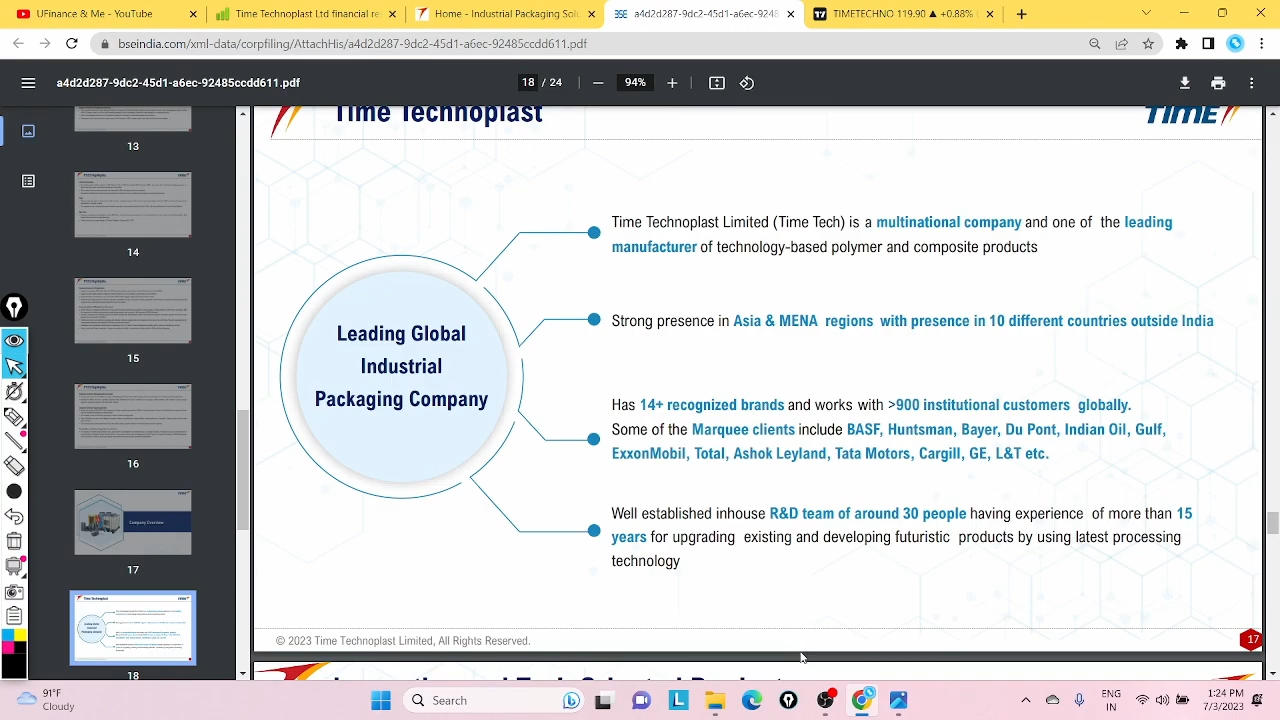 UFinance & Me - YouTube
Time Technoplast Ltd financial re
Home - Industrial Packaging Solu
a4d2d287-9dc2-45d1-a6ec-9248
TIMETECHNO 119.90 ▲ +0.88% L
bseindia.com/xml-data/corpfiling/AttachHis/a4d2d287-9dc2-45d1-a6ec-92485ccdd611.pdf
a4d2d287-9dc2-45d1-a6ec-92485ccdd611.pdf
18 / 24
94%
Time Technoplast
TIME
13
14
15
16
Company Overview
17
18
Leading Global
Industrial
Packaging Company
Time Technoplast Limited (Time Tech) is a multinational company and one of the leading
manufacturer of technology-based polymer and composite products
Strong presence in Asia & MENA regions with presence in 10 different countries outside India
Has 14+ recognized brands and works with >900 institutional customers globally.
Some of the Marquee clients include BASF, Huntsman, Bayer, Du Pont, Indian Oil, Gulf,
ExxonMobil, Total, Ashok Leyland, Tata Motors, Cargill, GE, L&T etc.
Well established inhouse R&D team of around 30 people having experience of more than 15
years for upgrading existing and developing futuristic products by using latest processing
technology
© 2023 Time Technoplast Limited, All Rights Reserved.
17
91°F
Cloudy
Search
ENG
IN
1:24 PM
7/3/2023